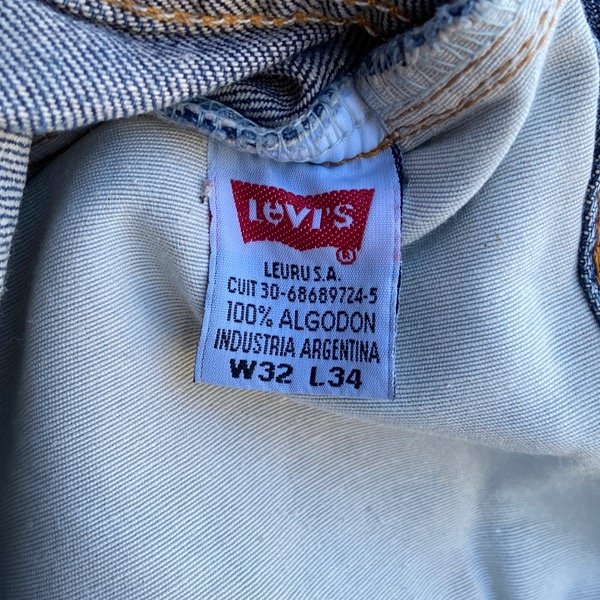 LEVI'S
®
LEURU S.A.
CUIT 30-68689724-5
100% ALGODON
INDUSTRIA ARGENTINA
W32 L34